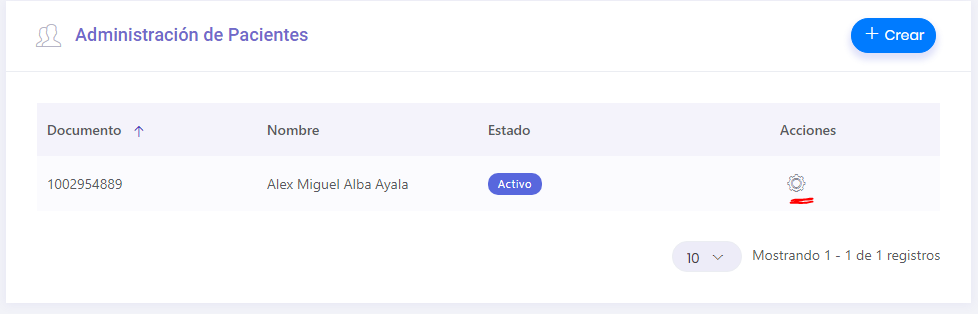 Administración de Pacientes
+ Crear
Documento ↑ Nombre Estado Acciones
1002954889 Alex Miguel Alba Ayala Activo
10 Mostrando 1 - 1 de 1 registros